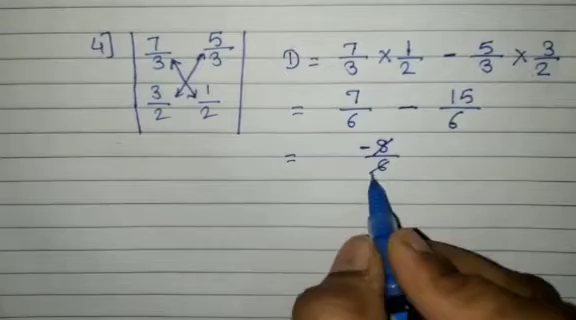 4] | 7/3 5/3 | D = 7/3 × 1/2 − 5/3 × 3/2
| 3/2 1/2 | = 7/6 − 15/6
= -8/6